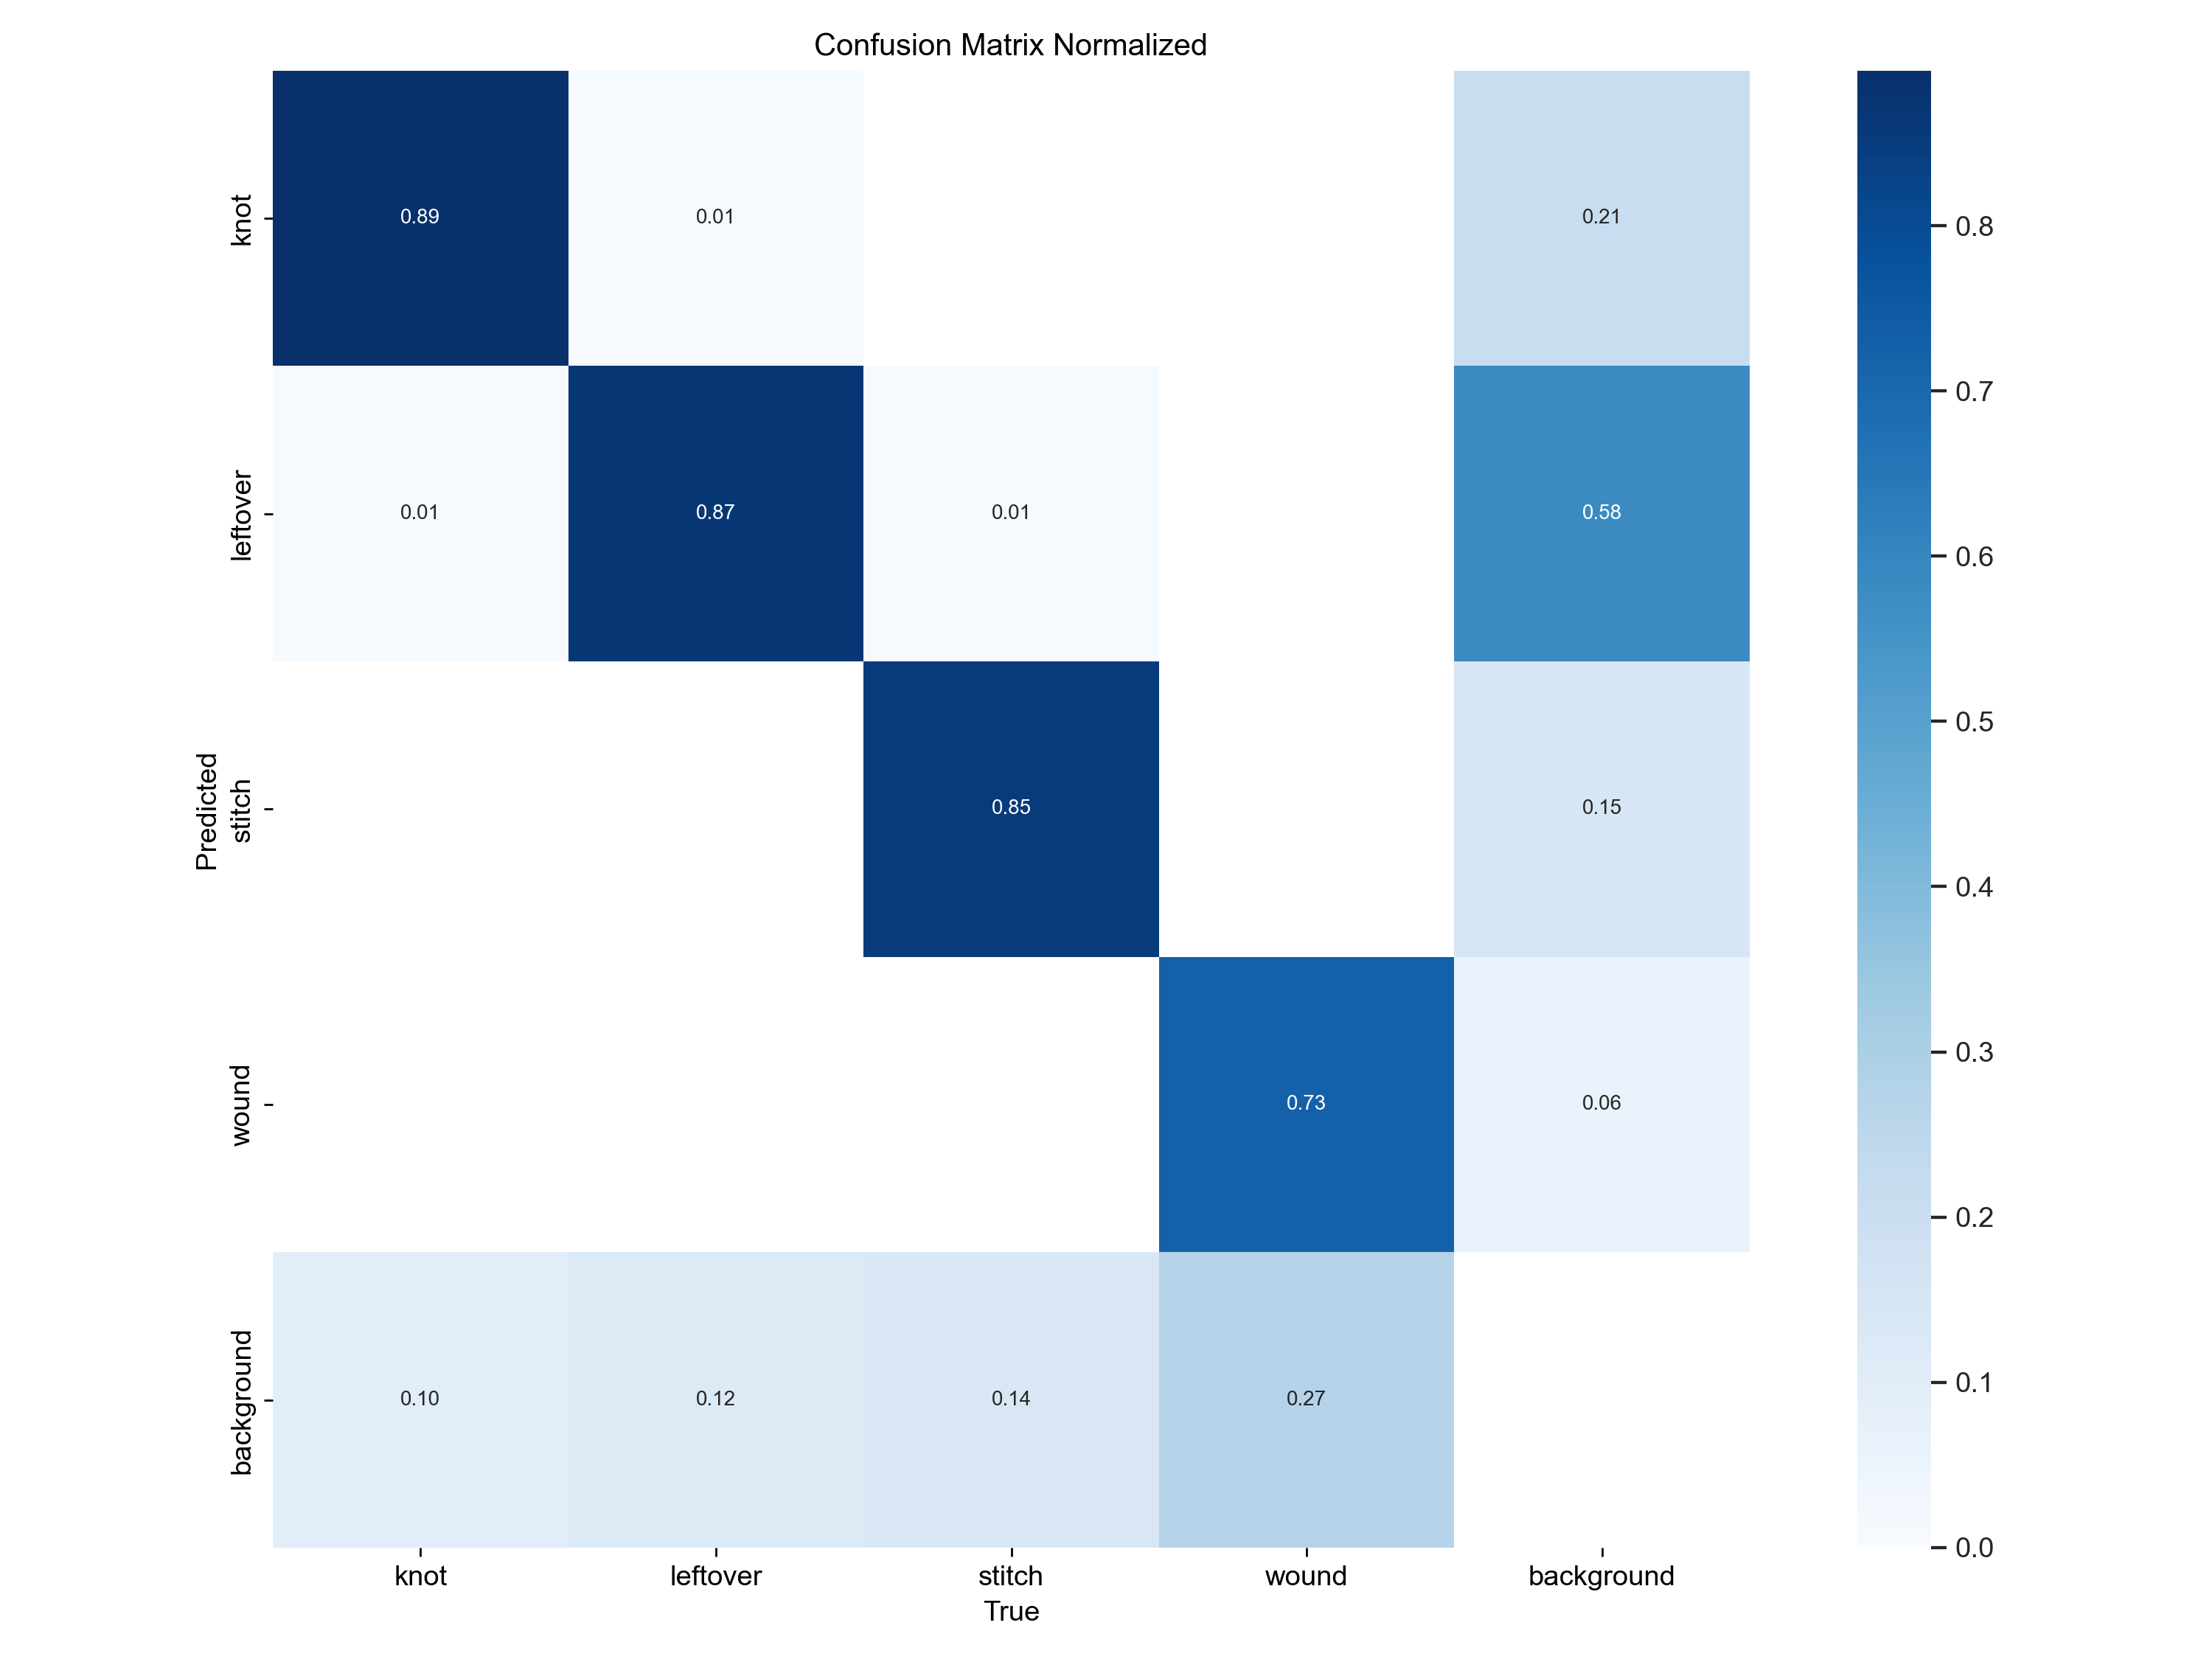 Confusion Matrix Normalized
knot
0.89
0.01
0.21
leftover
0.01
0.87
0.01
0.58
Predicted
stitch
0.85
0.15
wound
0.73
0.06
background
0.10
0.12
0.14
0.27
knot
leftover
stitch
wound
background
True
0.8
0.7
0.6
0.5
0.4
0.3
0.2
0.1
0.0